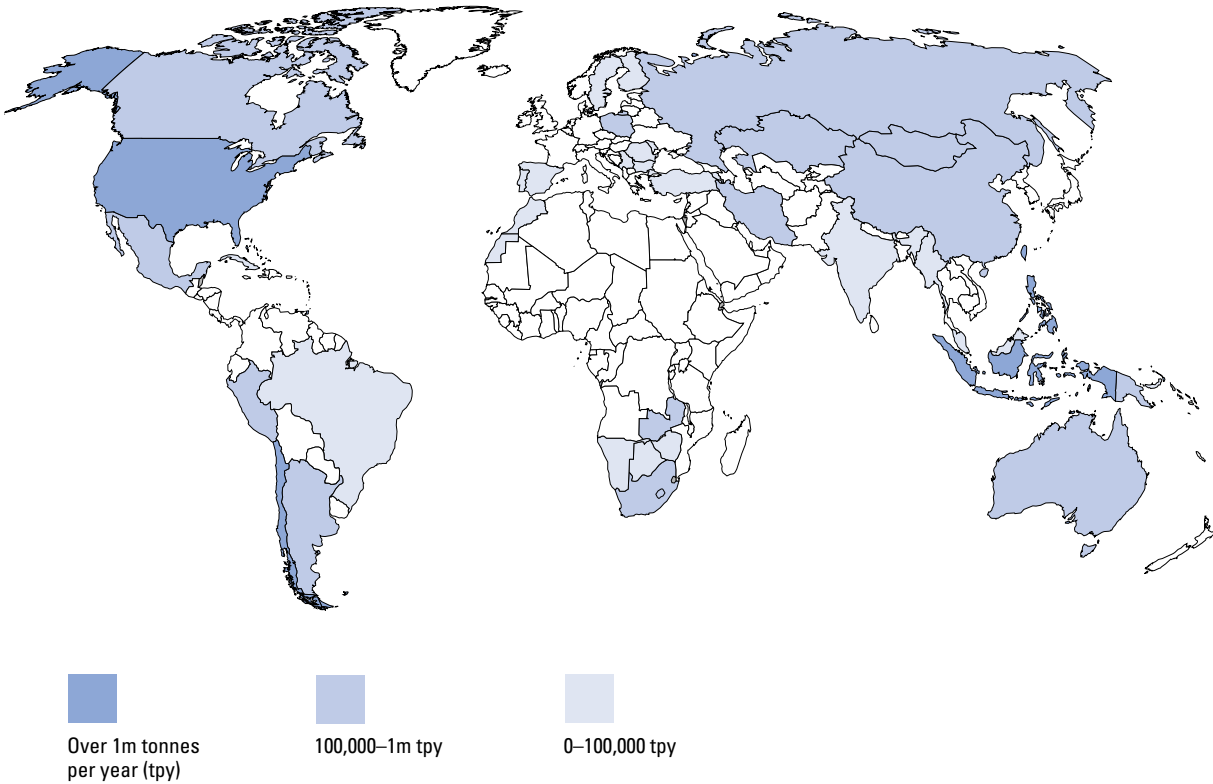 Over 1m tonnes
per year (tpy)
100,000–1m tpy
0–100,000 tpy